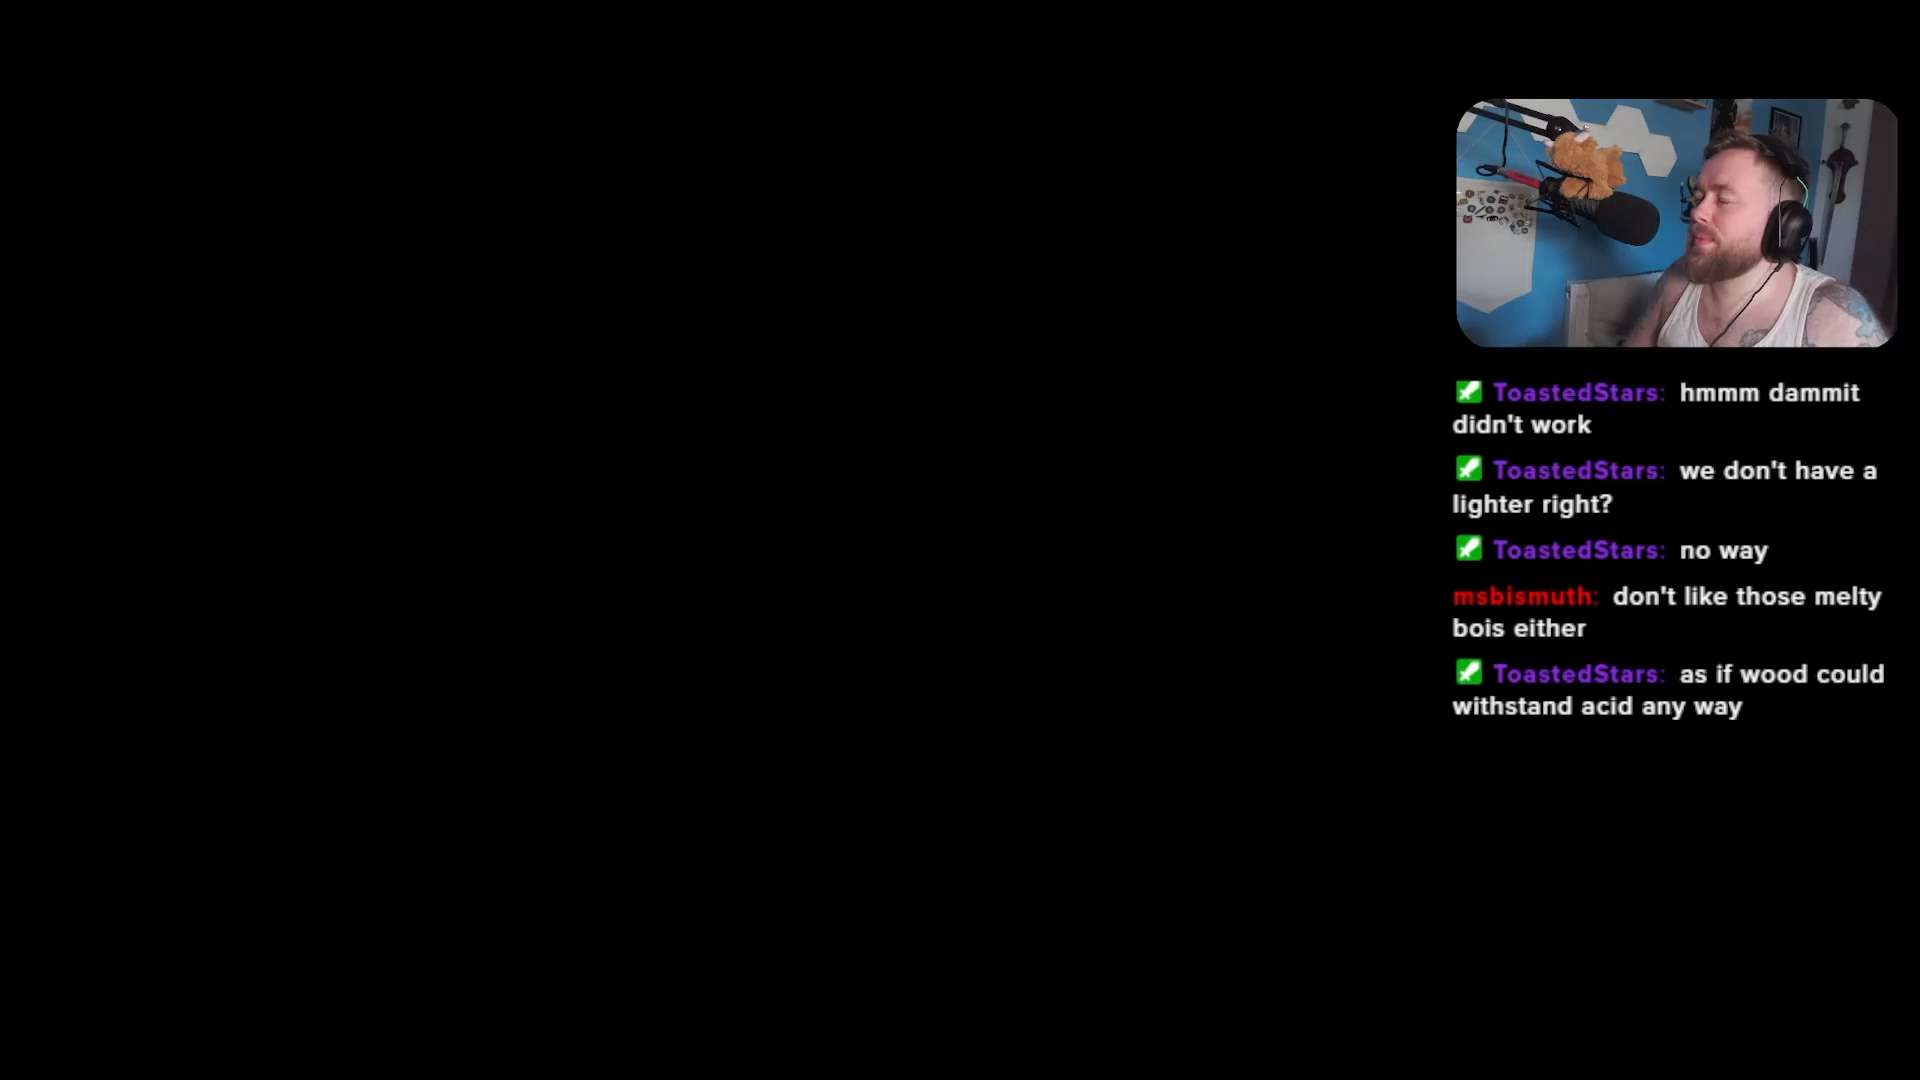 ToastedStars: hmmm dammit
didn't work
ToastedStars: we don't have a
lighter right?
ToastedStars: no way
msbismuth: don't like those melty
bois either
ToastedStars: as if wood could
withstand acid any way